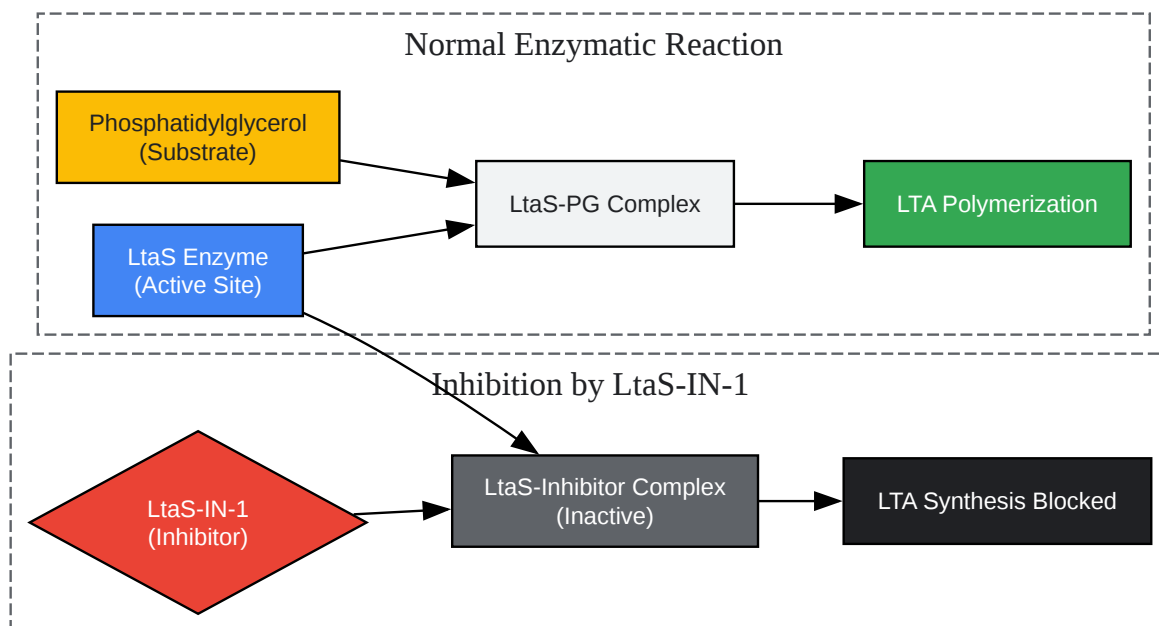 Normal Enzymatic Reaction
Phosphatidylglycerol
(Substrate)
LtaS-PG Complex
LTA Polymerization
LtaS Enzyme
(Active Site)
Inhibition by LtaS-IN-1
LtaS-IN-1
(Inhibitor)
LtaS-Inhibitor Complex
(Inactive)
LTA Synthesis Blocked